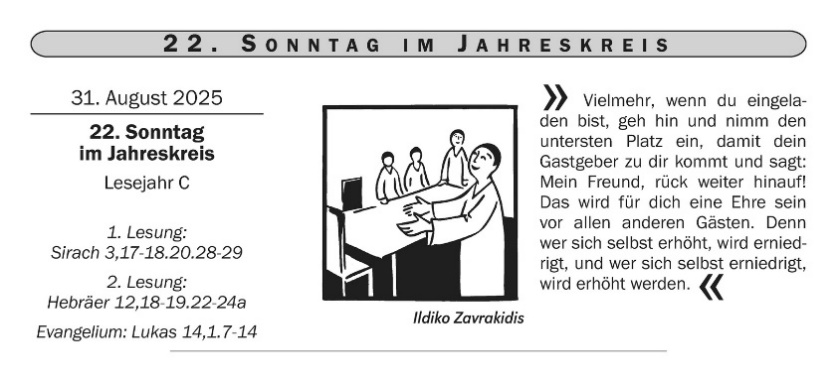 22. SONNTAG IM JAHRESKREIS
31. August 2025
22. Sonntag
im Jahreskreis
Lesejahr C
1. Lesung:
Sirach 3,17-18.20.28-29
2. Lesung:
Hebräer 12,18-19.22-24a
Evangelium: Lukas 14,1.7-14
Ildiko Zavrakidis
» Vielmehr, wenn du eingela-
den bist, geh hin und nimm den
untersten Platz ein, damit dein
Gastgeber zu dir kommt und sagt:
Mein Freund, rück weiter hinauf!
Das wird für dich eine Ehre sein
vor allen anderen Gästen. Denn
wer sich selbst erhöht, wird ernied-
rigt, und wer sich selbst erniedrigt,
wird erhöht werden. «